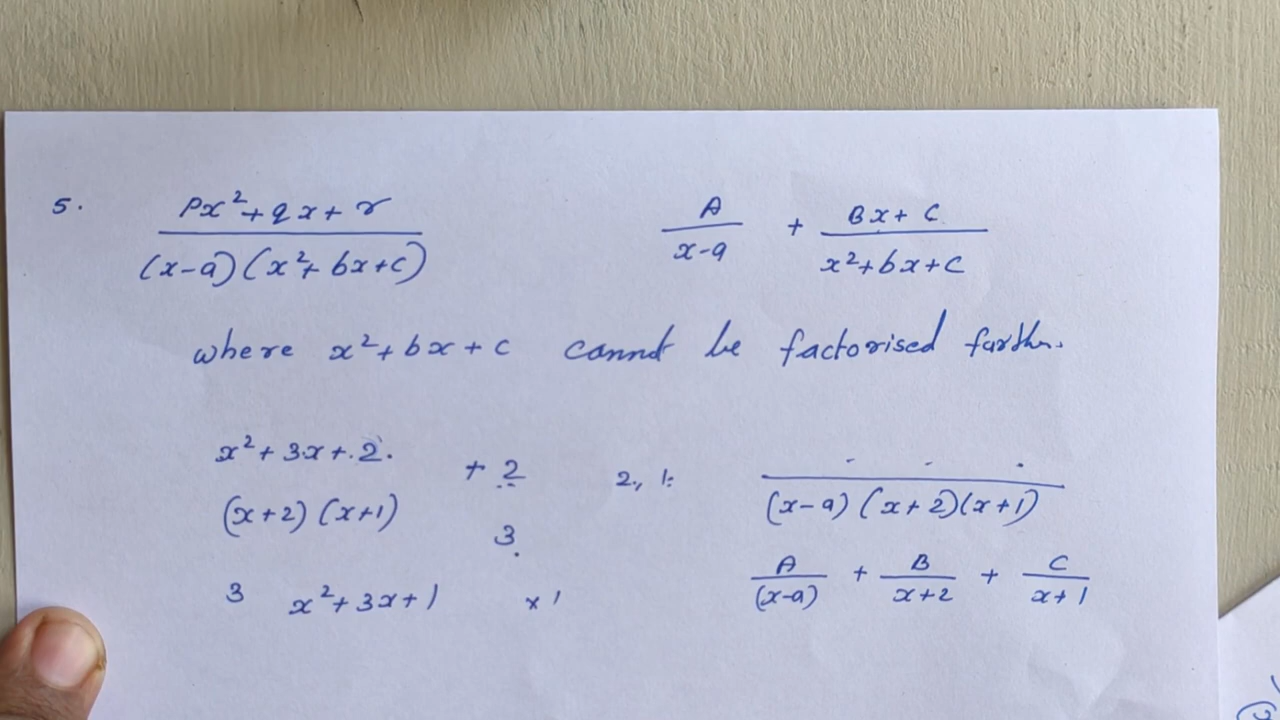 5. (px²+qx+r)/((x-a)(x²+bx+c)) A/(x-a) + (Bx+C)/(x²+bx+c)
where x²+bx+c cannot be factorised further.
x²+3x+2. + 2 2, 1. /((x-a)(x+2)(x+1))
(x+2)(x+1) 3.
3 x²+3x+1 x 1 A/(x-a) + B/(x+2) + C/(x+1)